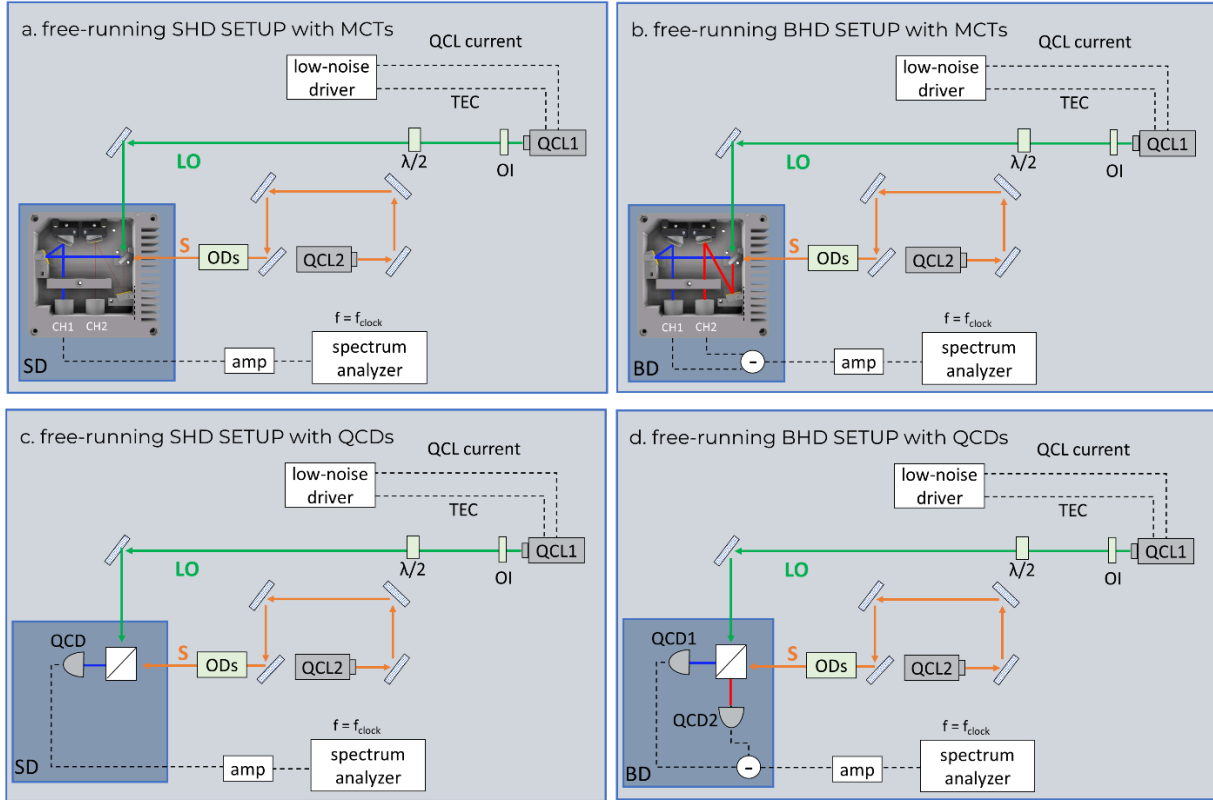 a. free-running SHD SETUP with MCTs
QCL current
low-noise
driver
TEC
QCL1
LO
λ/2
OI
S
ODs
QCL2
CH1 CH2
f = fclock
SD
amp
spectrum
analyzer
b. free-running BHD SETUP with MCTs
QCL current
low-noise
driver
TEC
QCL1
LO
λ/2
OI
S
ODs
QCL2
CH1 CH2
f = fclock
BD
-
amp
spectrum
analyzer
c. free-running SHD SETUP with QCDs
QCL current
low-noise
driver
TEC
QCL1
LO
λ/2
OI
QCD
S
ODs
QCL2
f = fclock
SD
amp
spectrum
analyzer
d. free-running BHD SETUP with QCDs
QCL current
low-noise
driver
TEC
QCL1
LO
λ/2
OI
QCD1
S
ODs
QCL2
QCD2
f = fclock
BD
-
amp
spectrum
analyzer